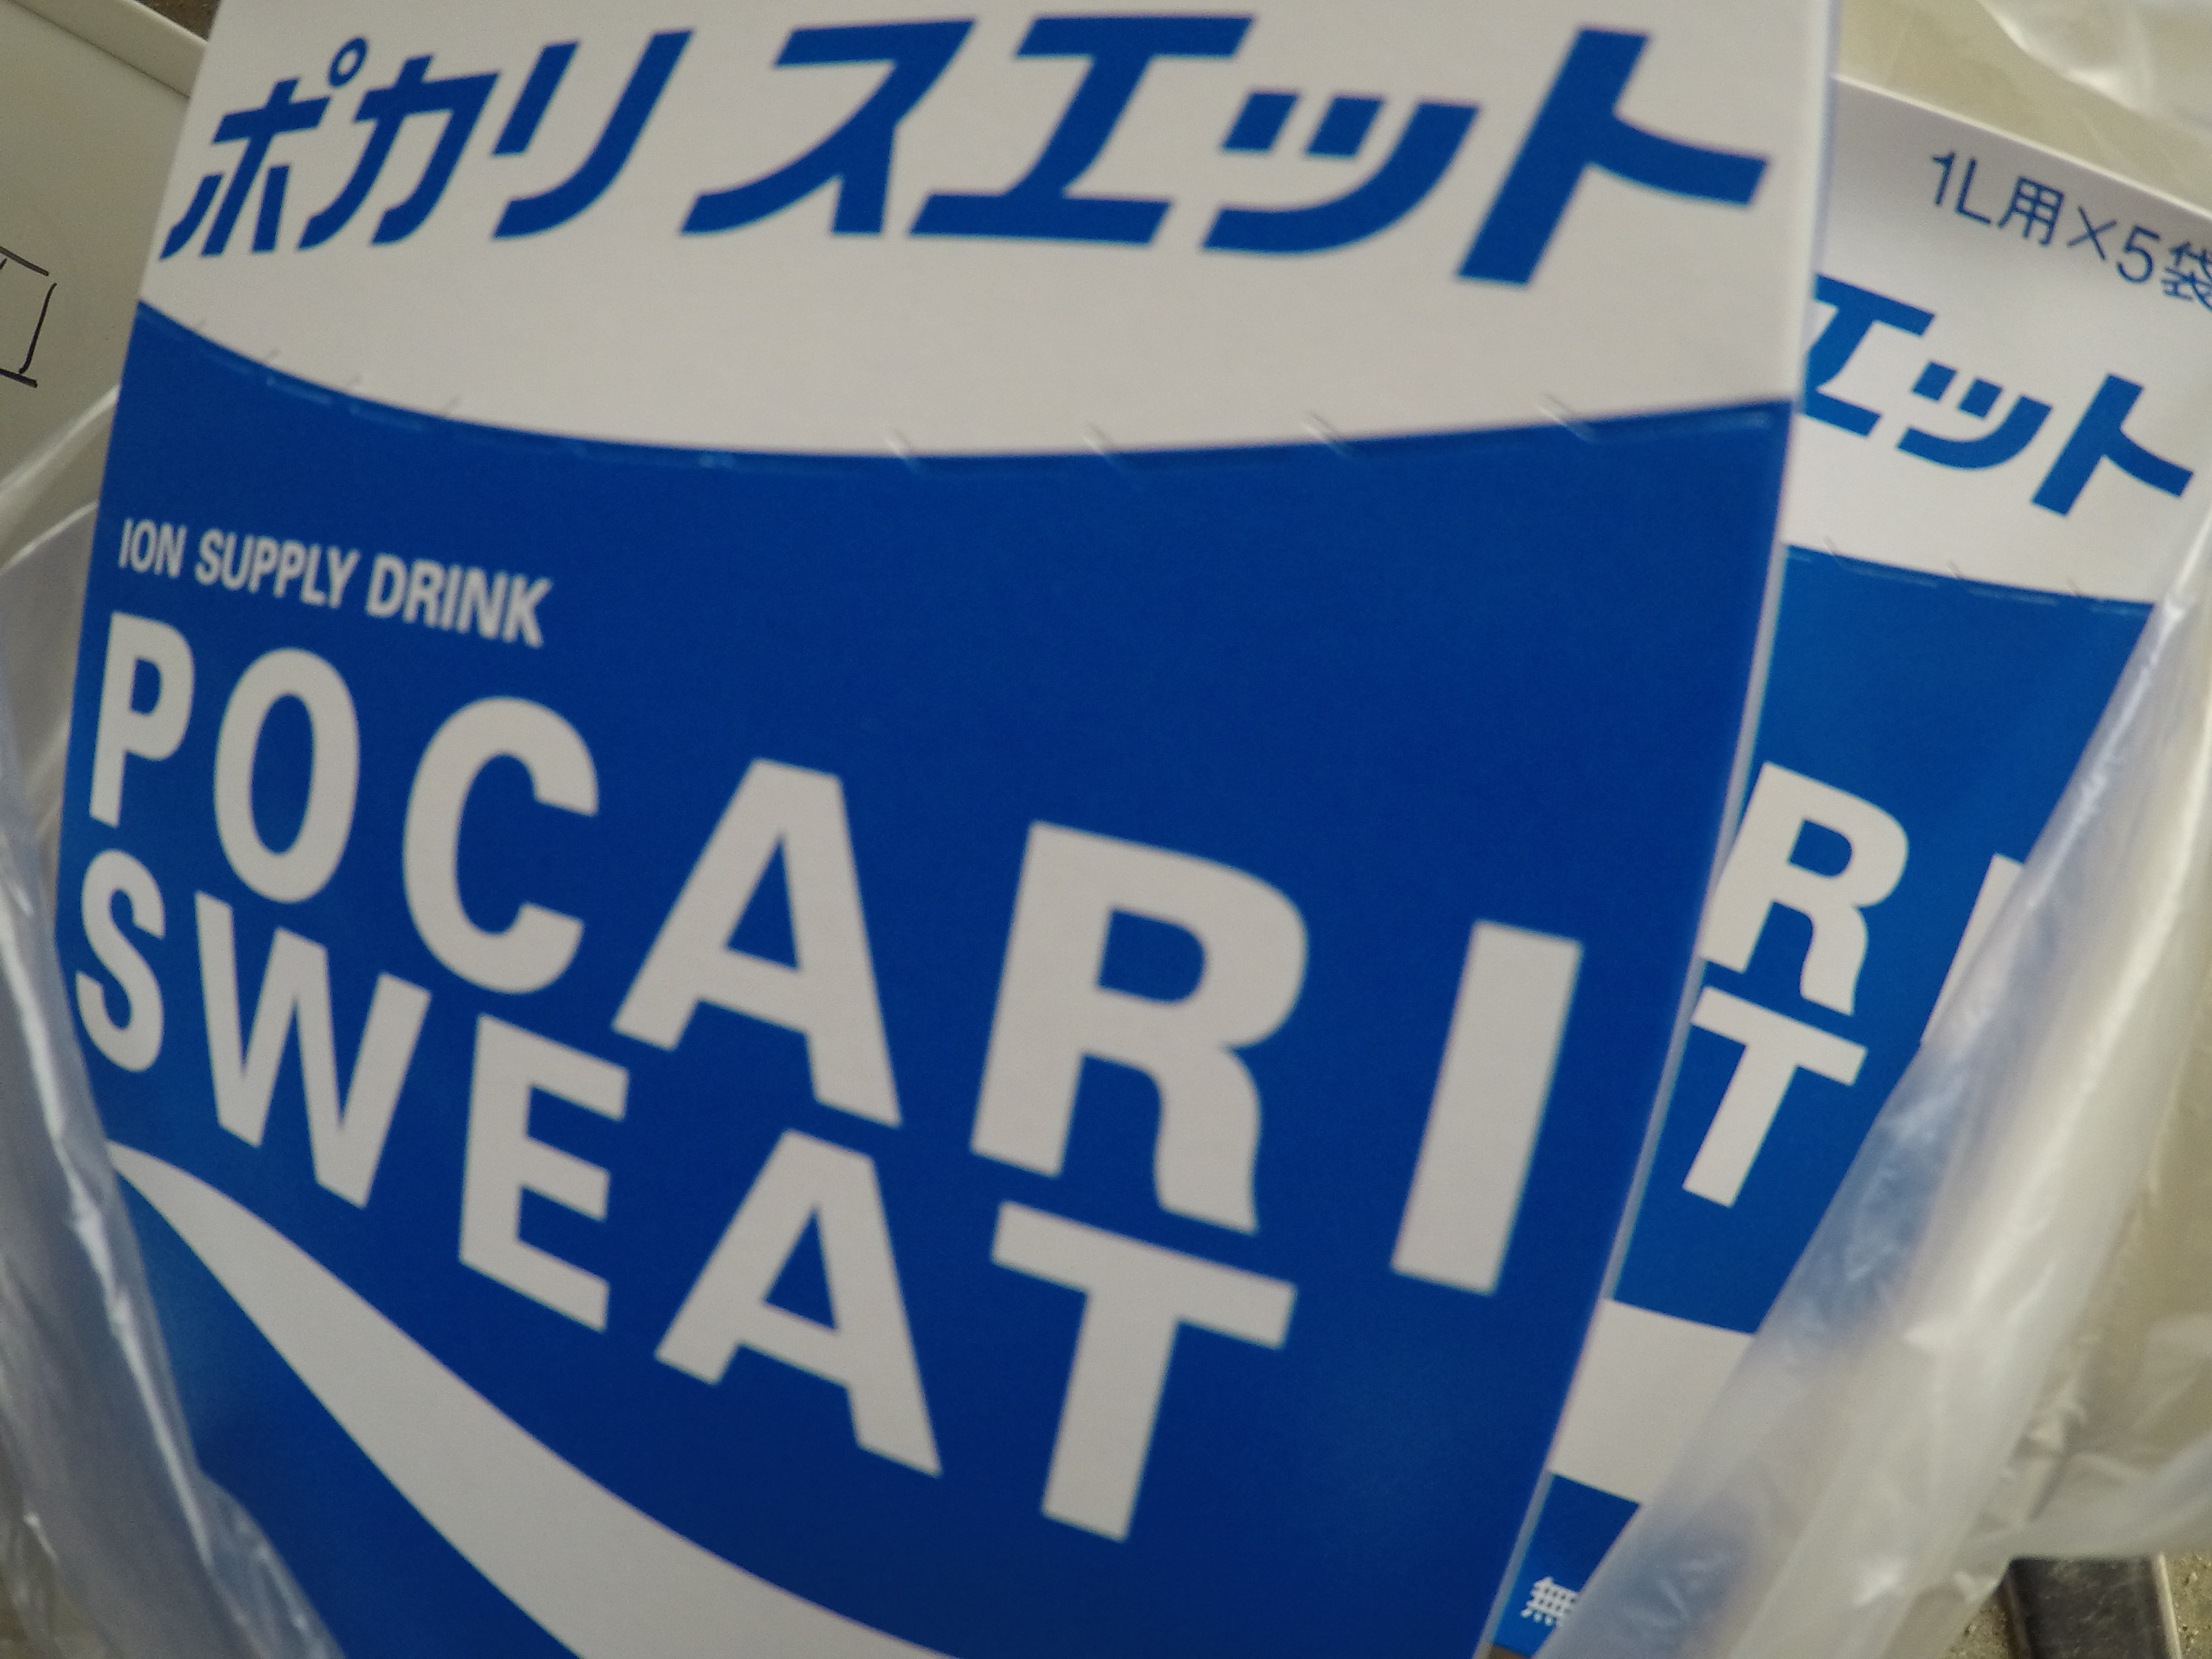 ポカリスエット
ION SUPPLY DRINK
POCARI
SWEAT
1L用×5袋
エット
R I
T
無